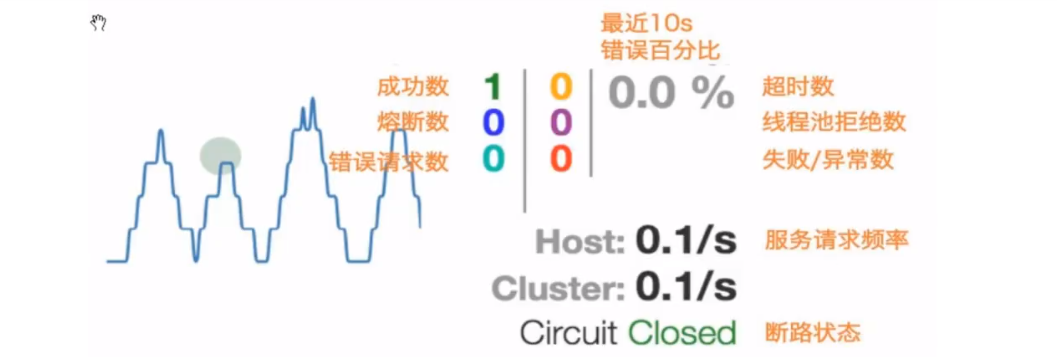 最近10s
错误百分比
成功数 1 0 0.0 % 超时数
熔断数 0 0 线程池拒绝数
错误请求数 0 0 失败/异常数
Host: 0.1/s 服务请求频率
Cluster: 0.1/s
Circuit Closed 断路状态